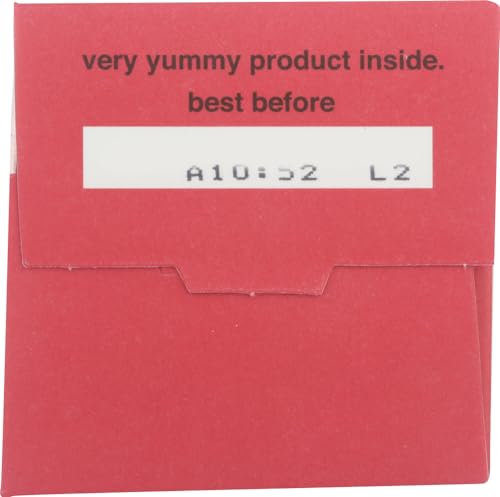 very yummy product inside.
best before
A10:52 L2